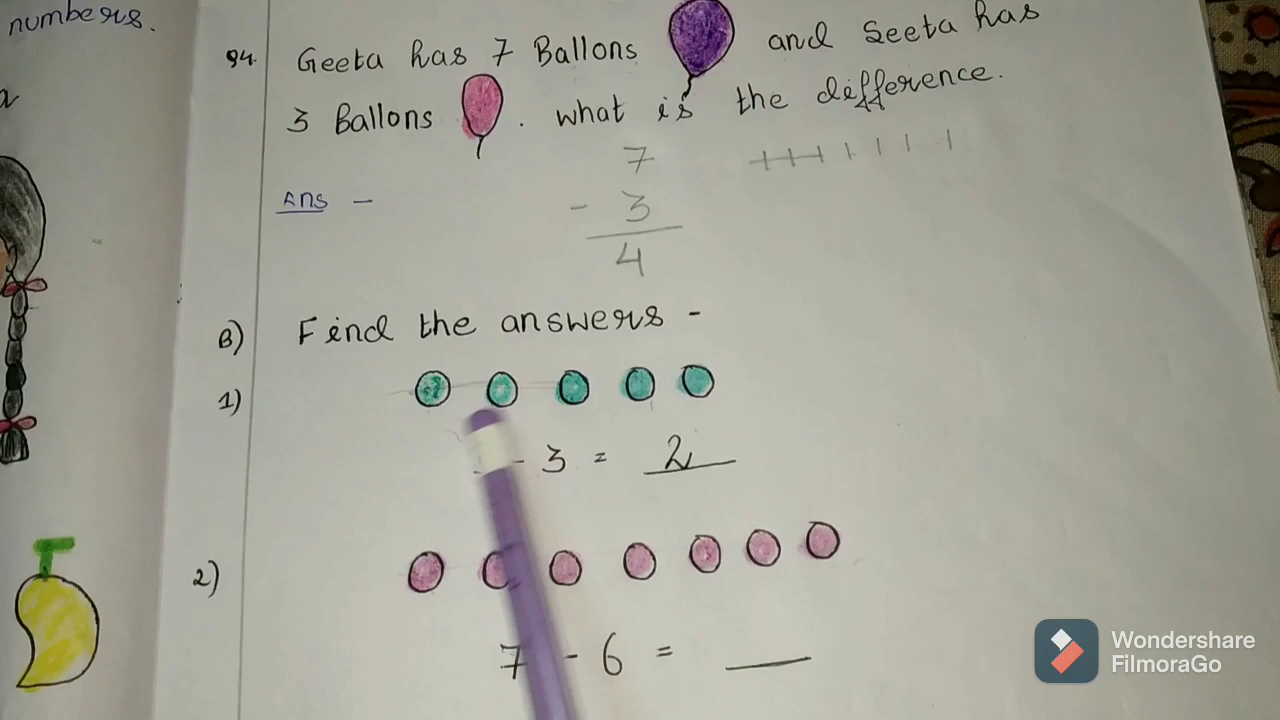 numbers.
Q4. Geeta has 7 Ballons and Seeta has
3 Ballons . what is the difference.
7
Ans -
- 3
4
B) Find the answers -
1)
- 3 = 2
2)
7 - 6 =
Wondershare
FilmoraGo